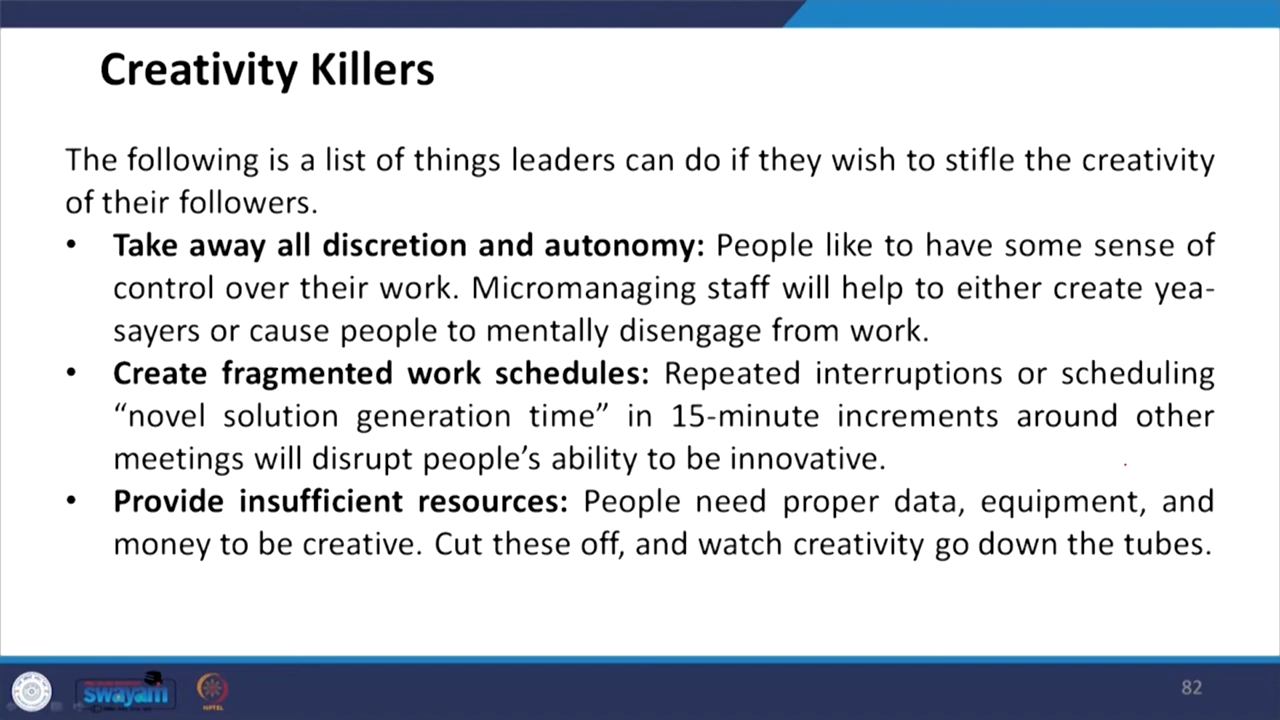 Creativity Killers
The following is a list of things leaders can do if they wish to stifle the creativity
of their followers.
• Take away all discretion and autonomy: People like to have some sense of
control over their work. Micromanaging staff will help to either create yea-
sayers or cause people to mentally disengage from work.
• Create fragmented work schedules: Repeated interruptions or scheduling
“novel solution generation time” in 15-minute increments around other
meetings will disrupt people’s ability to be innovative.
• Provide insufficient resources: People need proper data, equipment, and
money to be creative. Cut these off, and watch creativity go down the tubes.
swayam
NPTEL
82